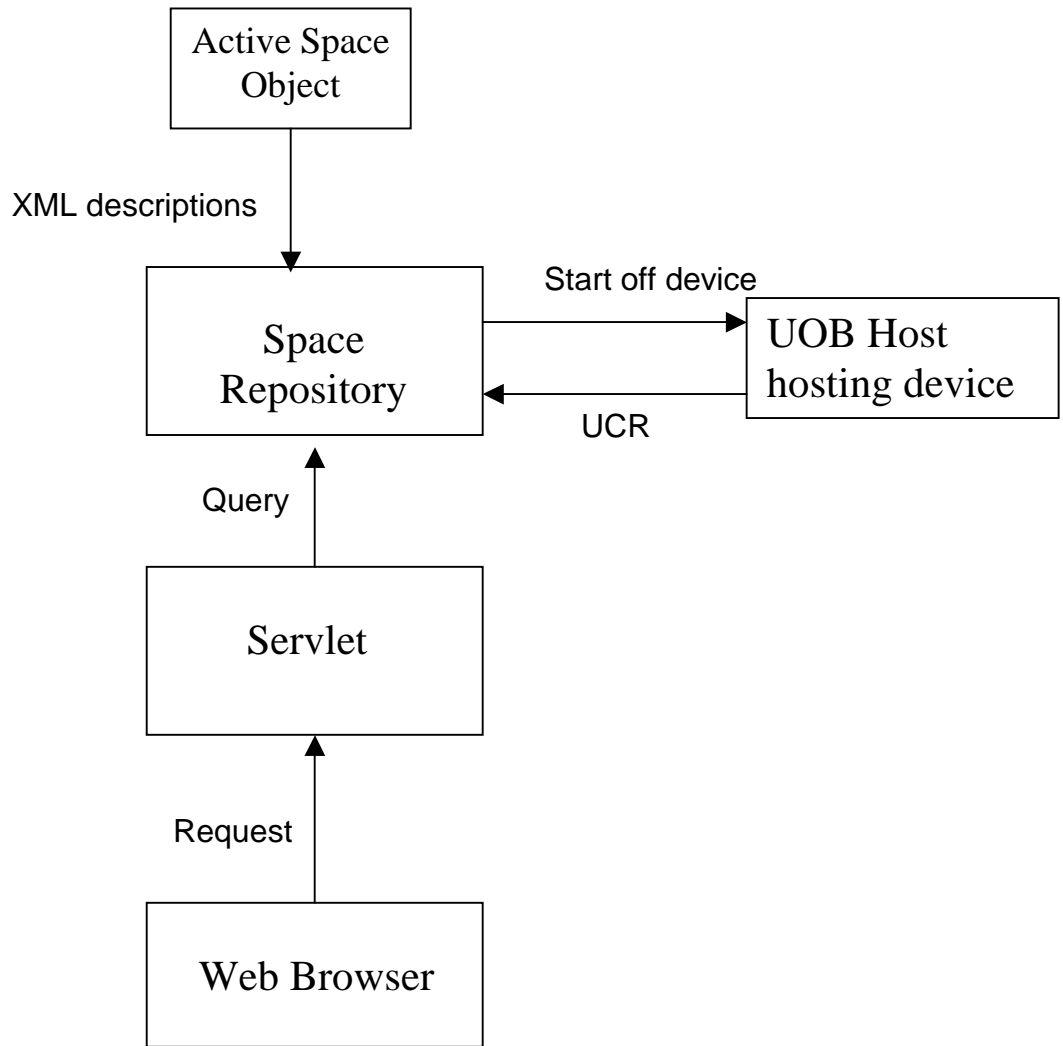 Active Space
Object
XML descriptions
Start off device
Space
Repository
UOB Host
hosting device
UCR
Query
Servlet
Request
Web Browser